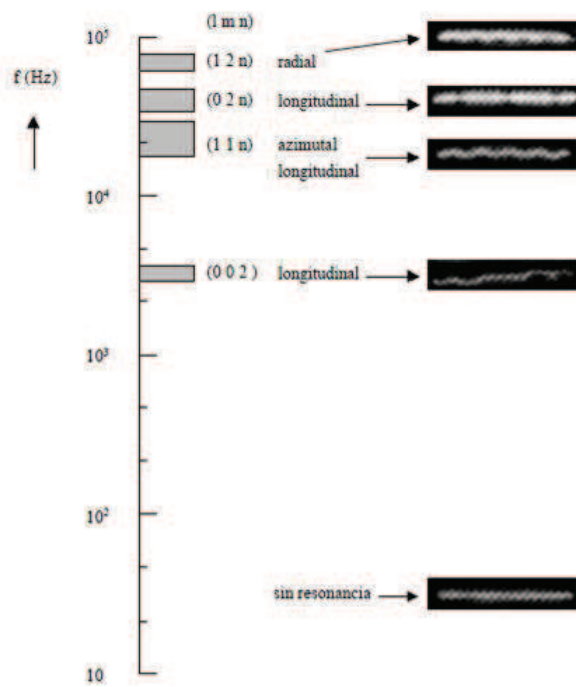 (l m n)
10⁵
(1 2 n) radial
f (Hz)
(0 2 n) longitudinal
(1 1 n) azimutal
longitudinal
10⁴
(0 0 2 ) longitudinal
10³
10²
sin resonancia
10